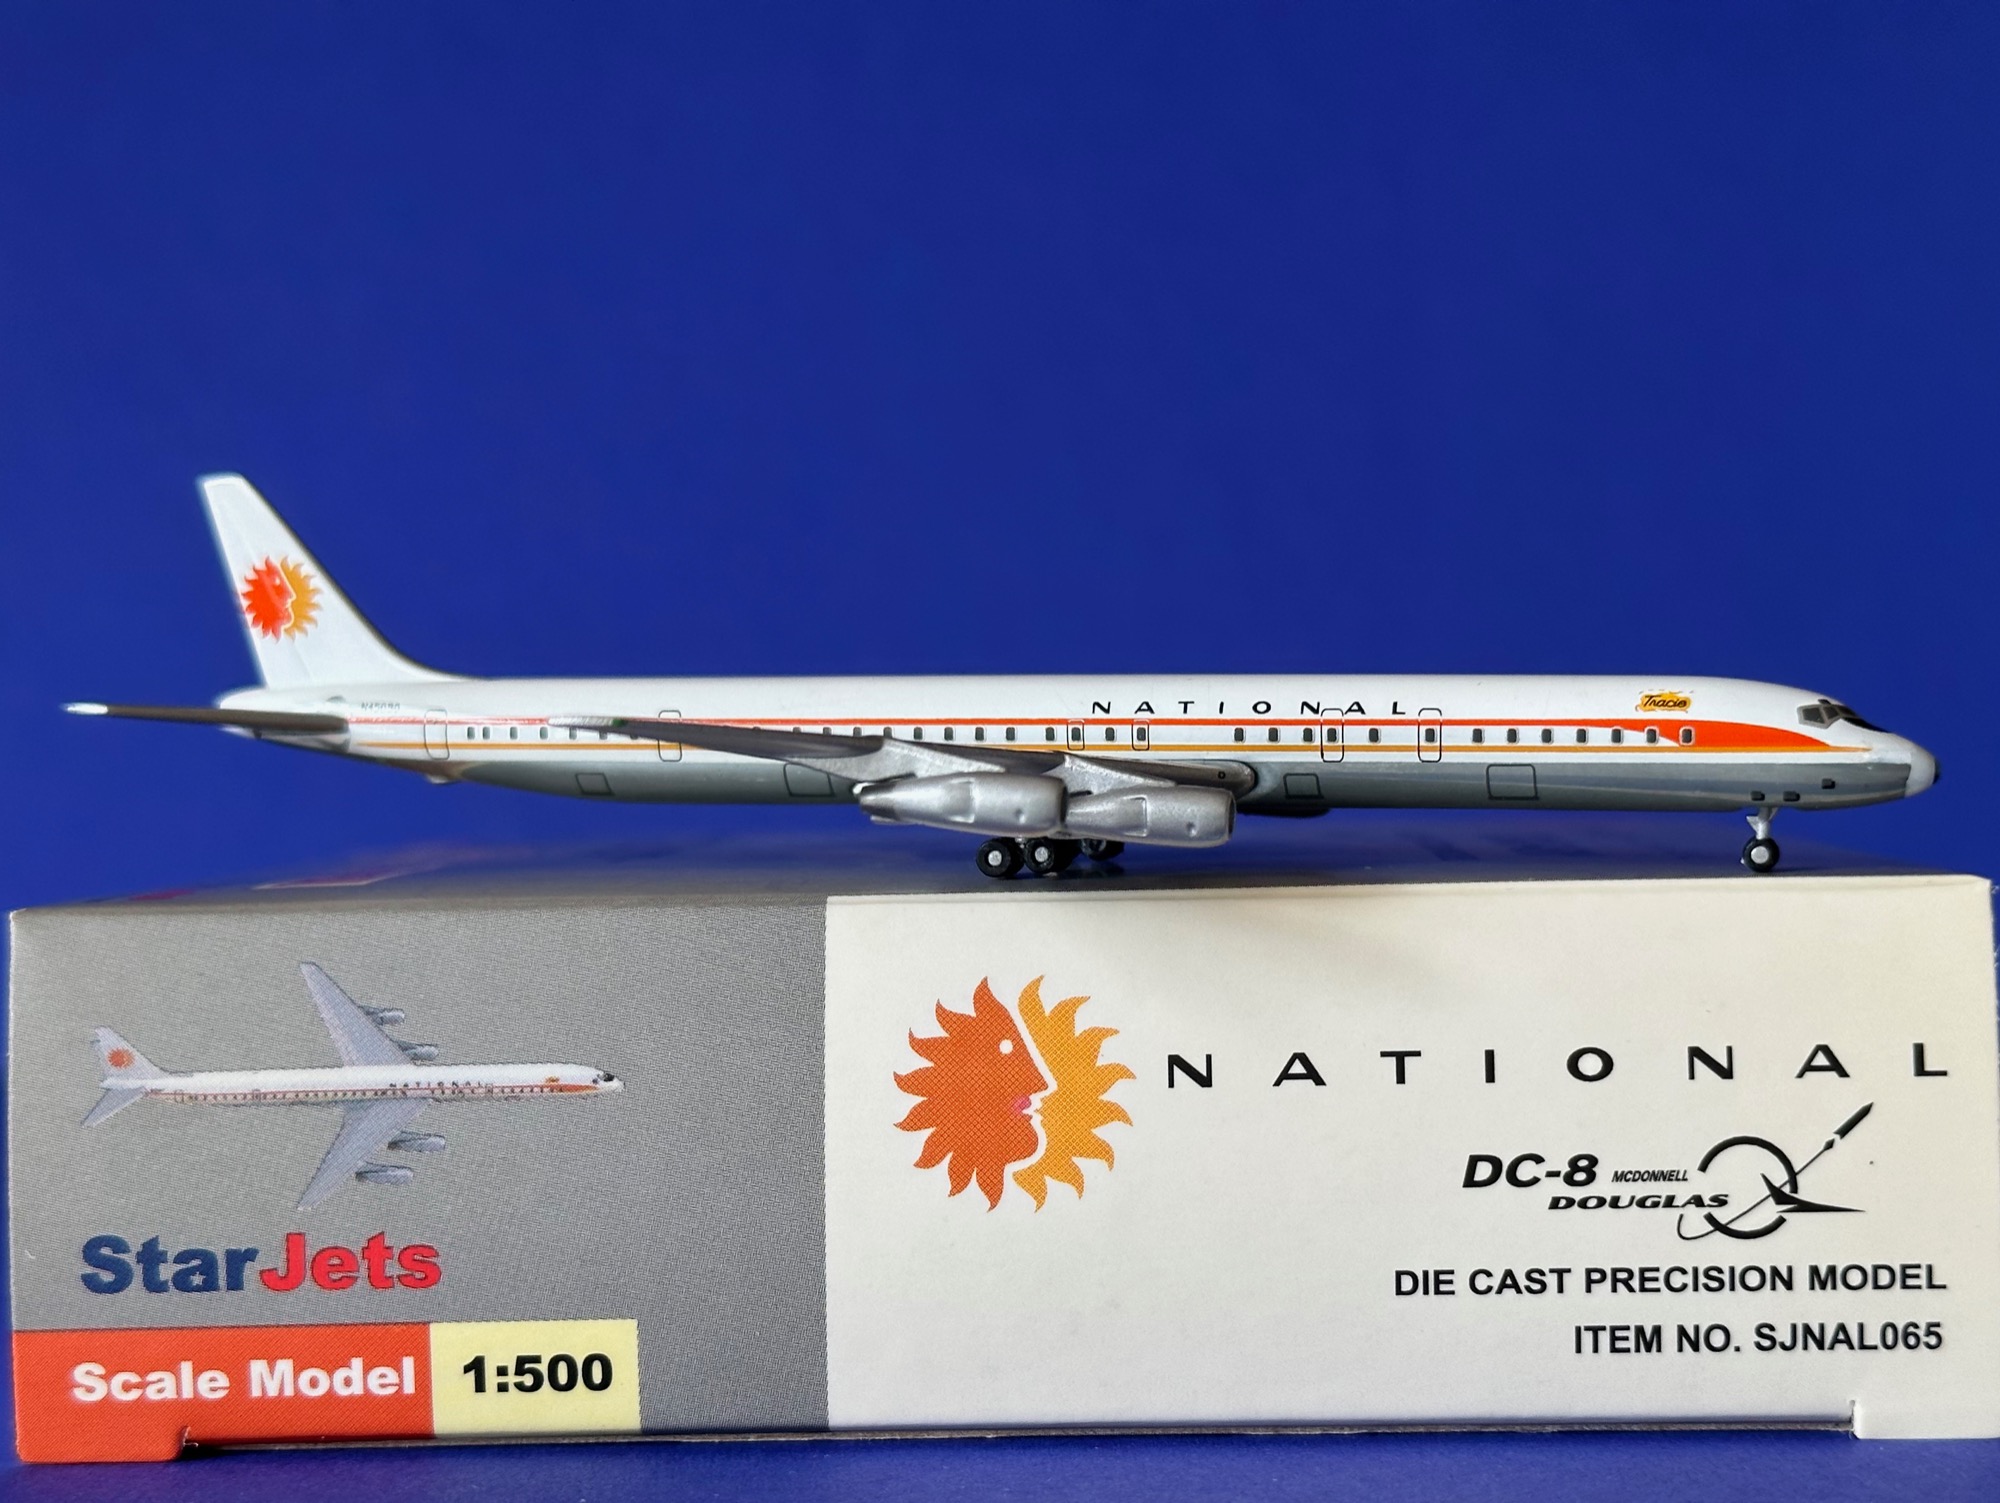 NATIONAL
Tracie
NATIONAL
NATIONAL
DC-8 MCDONNELL
DOUGLAS
StarJets
DIE CAST PRECISION MODEL
ITEM NO. SJNAL065
Scale Model 1:500